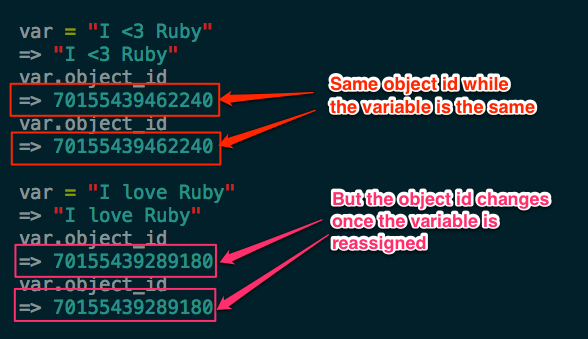 var = "I <3 Ruby"
=> "I <3 Ruby"
var.object_id
=> 70155439462240
var.object_id
=> 70155439462240
Same object id while
the variable is the same
var = "I love Ruby"
=> "I love Ruby"
var.object_id
=> 70155439289180
var.object_id
=> 70155439289180
But the object id changes
once the variable is
reassigned